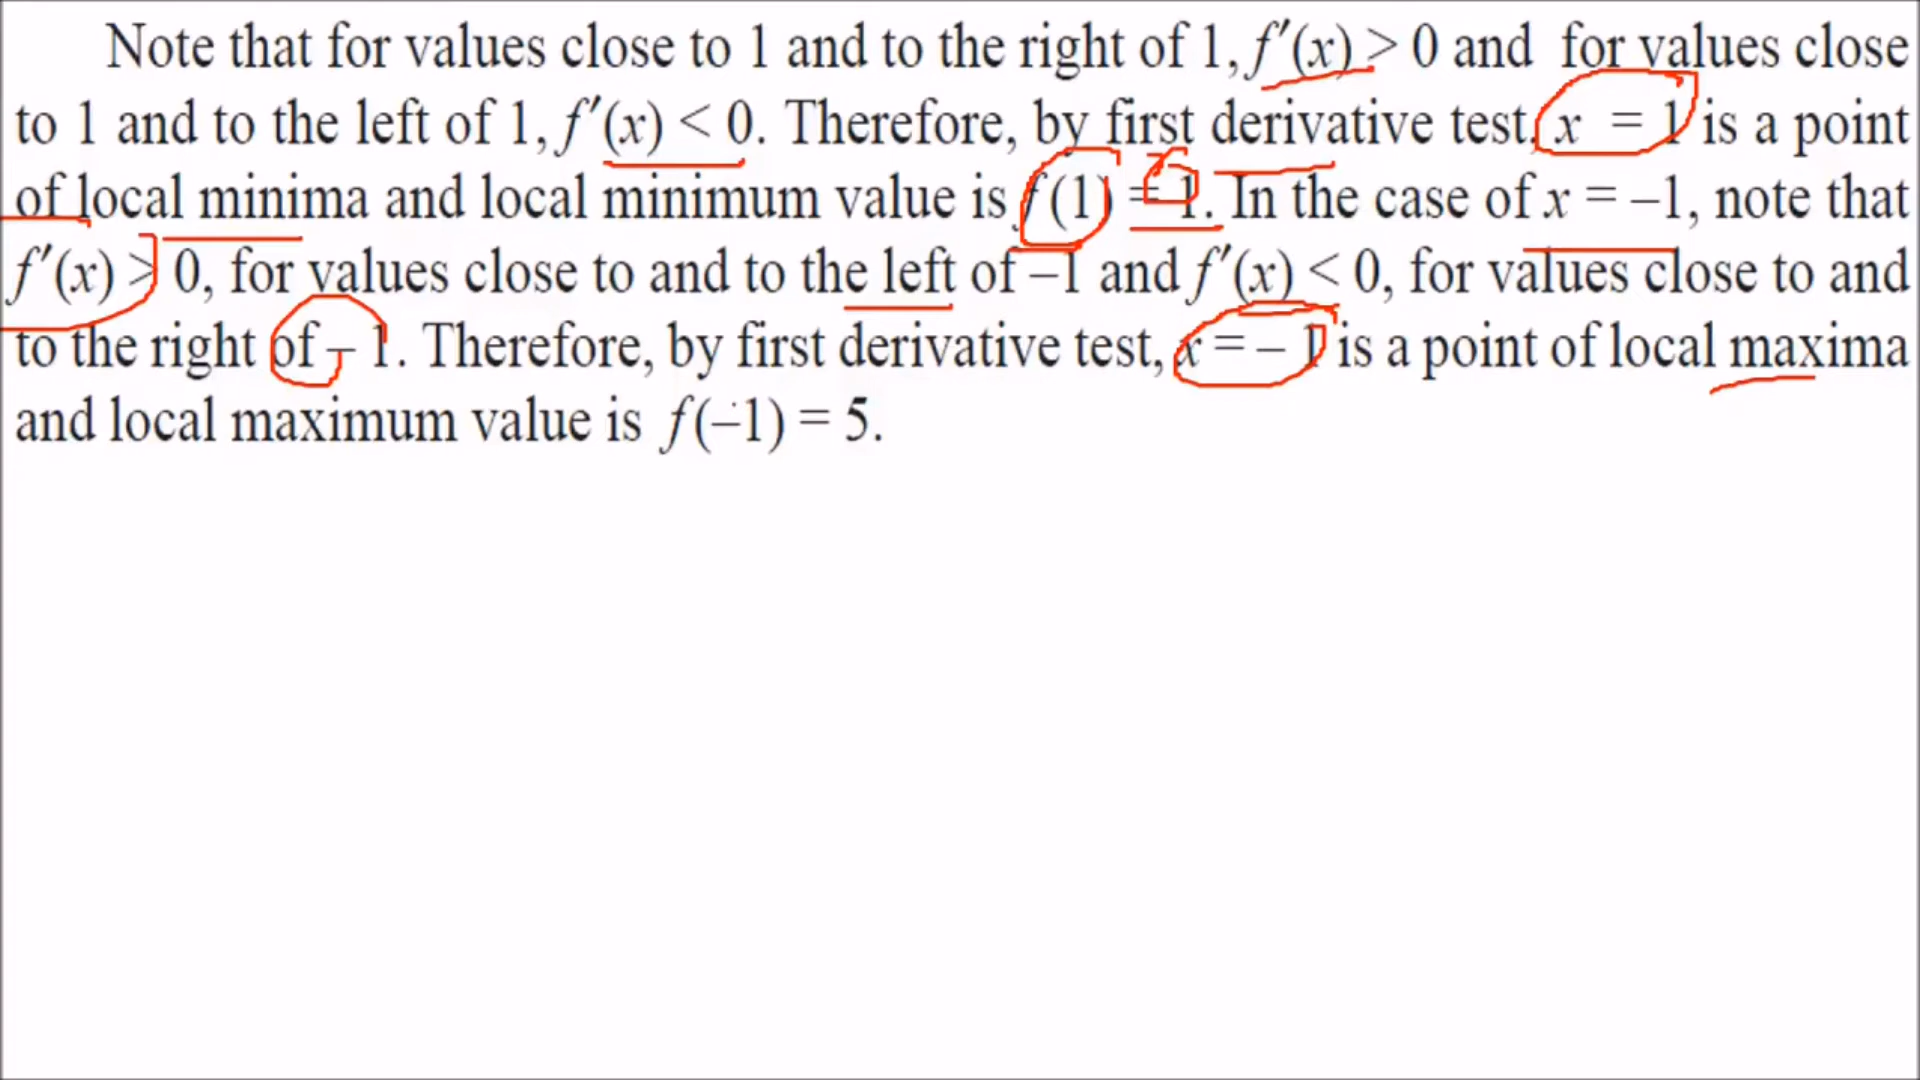 Note that for values close to 1 and to the right of 1, f′(x) > 0 and for values close
to 1 and to the left of 1, f′(x) < 0. Therefore, by first derivative test, x = 1 is a point
of local minima and local minimum value is f(1) = 1. In the case of x = –1, note that
f′(x) > 0, for values close to and to the left of –1 and f′(x) < 0, for values close to and
to the right of – 1. Therefore, by first derivative test, x = – 1 is a point of local maxima
and local maximum value is f(–1) = 5.